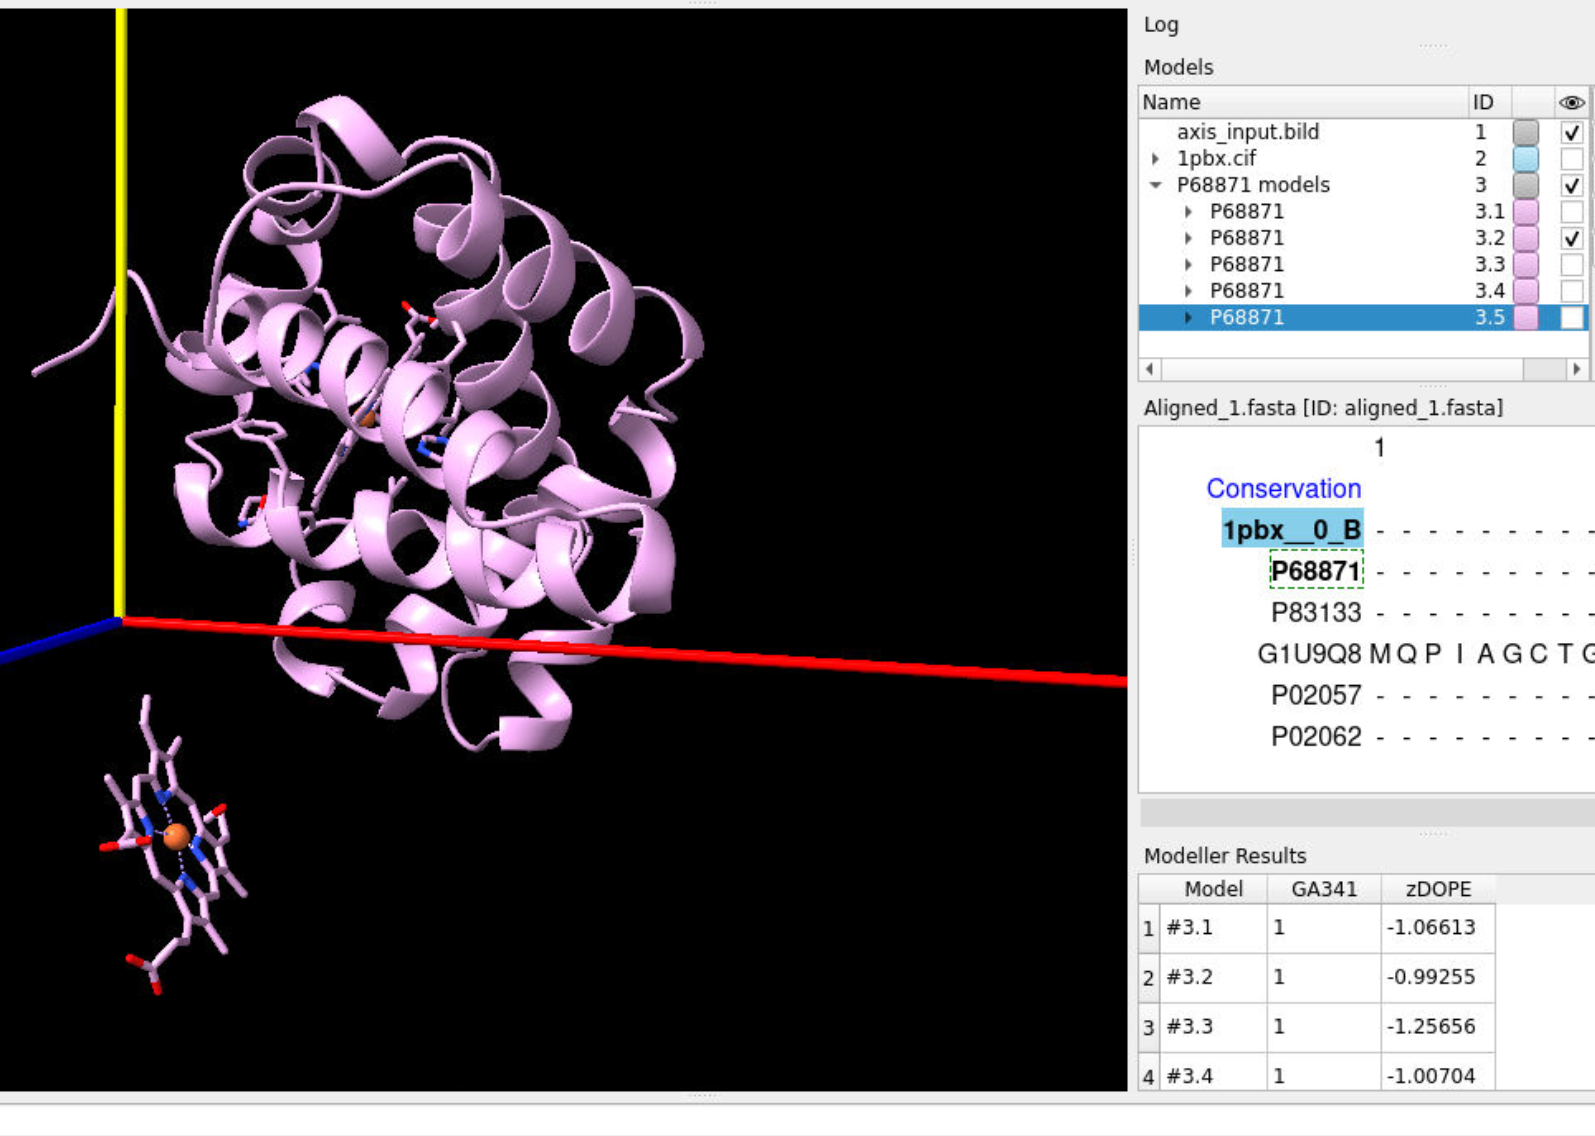 Log
Models
Name ID
axis_input.bild 1
1pbx.cif 2
P68871 models 3
P68871 3.1
P68871 3.2
P68871 3.3
P68871 3.4
P68871 3.5
Aligned_1.fasta [ID: aligned_1.fasta]
1
Conservation
1pbx__0_B - - - - - - - - -
P68871 - - - - - - - - -
P83133 - - - - - - - - -
G1U9Q8 M Q P I A G C T G
P02057 - - - - - - - - -
P02062 - - - - - - - - -
Modeller Results
Model GA341 zDOPE
1 #3.1 1 -1.06613
2 #3.2 1 -0.99255
3 #3.3 1 -1.25656
4 #3.4 1 -1.00704